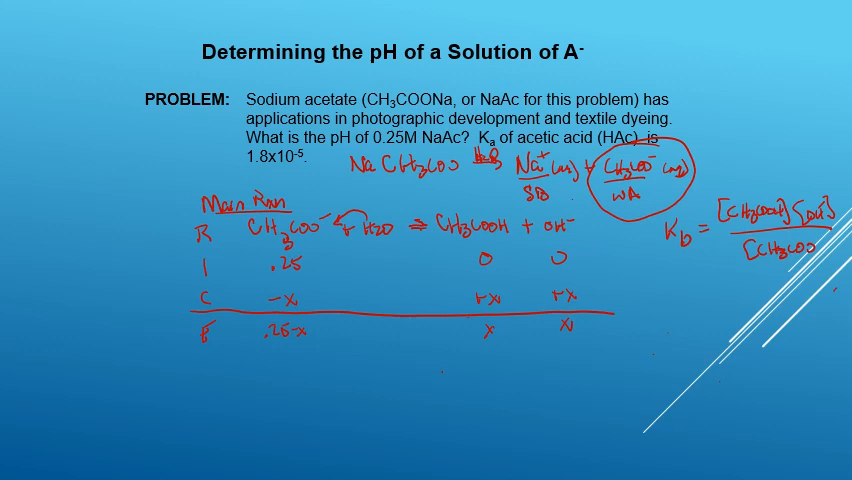 Determining the pH of a Solution of A⁻
PROBLEM: Sodium acetate (CH₃COONa, or NaAc for this problem) has
applications in photographic development and textile dyeing.
What is the pH of 0.25M NaAc? Kₐ of acetic acid (HAc), is
1.8x10⁻⁵.
Na CH₃COO H₂O Na⁺ (aq) + CH₃COO⁻ (aq)
SB WA
Main Rxn
R CH₃COO⁻ + H₂O ⇌ CH₃COOH + OH⁻
I .25 0 0
C -x +x +x
E .25-x x x
K_b = [CH₃COOH] [OH⁻]
[CH₃COO